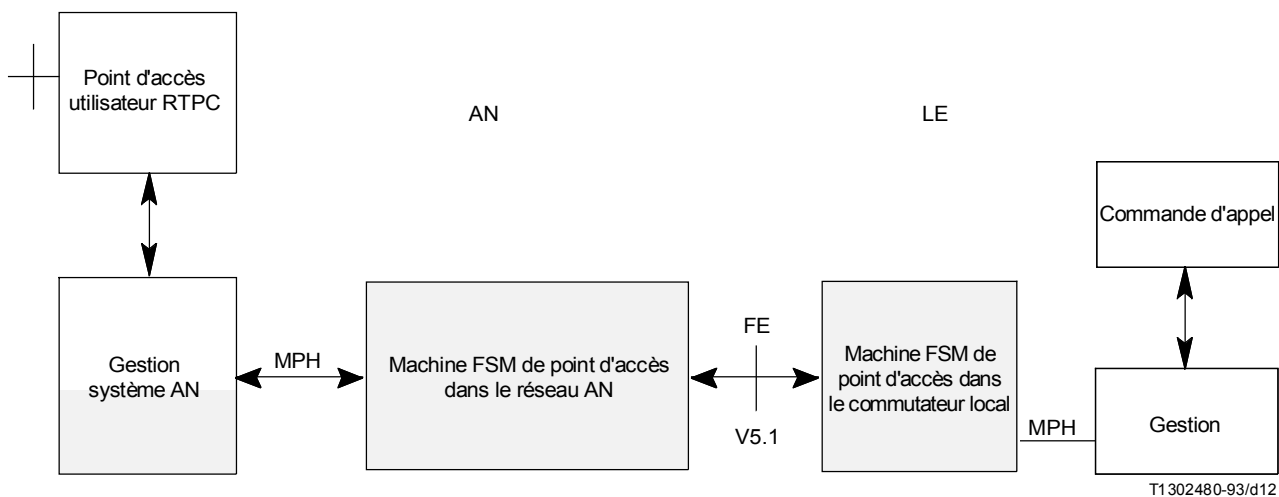 Point d'accès
utilisateur RTPC
AN
LE
Commande d'appel
Gestion
système AN
MPH
Machine FSM de point d'accès
dans le réseau AN
FE
V5.1
Machine FSM de
point d'accès dans
le commutateur local
MPH
Gestion
T1302480-93/d12